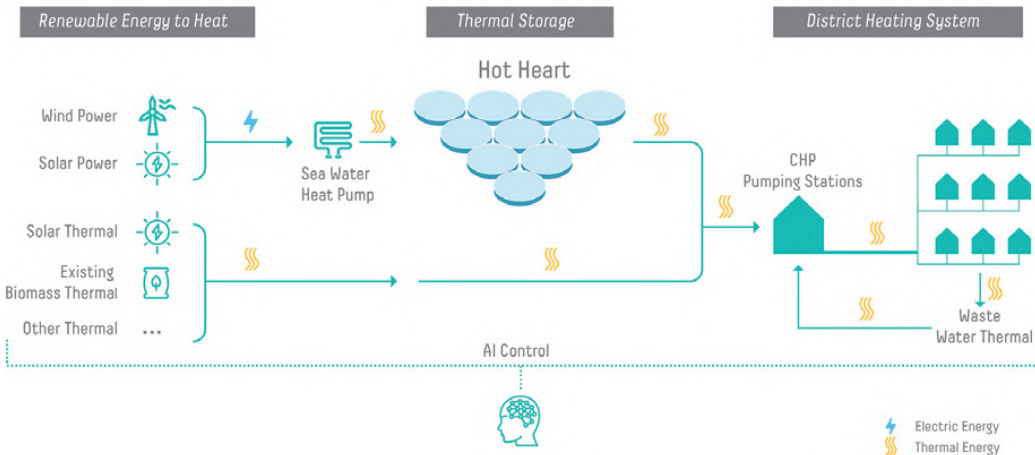 Renewable Energy to Heat
Thermal Storage
District Heating System
Hot Heart
Wind Power
Solar Power
Sea Water
Heat Pump
CHP
Pumping Stations
Solar Thermal
Existing
Biomass Thermal
Other Thermal
...
Waste
Water Thermal
AI Control
Electric Energy
Thermal Energy